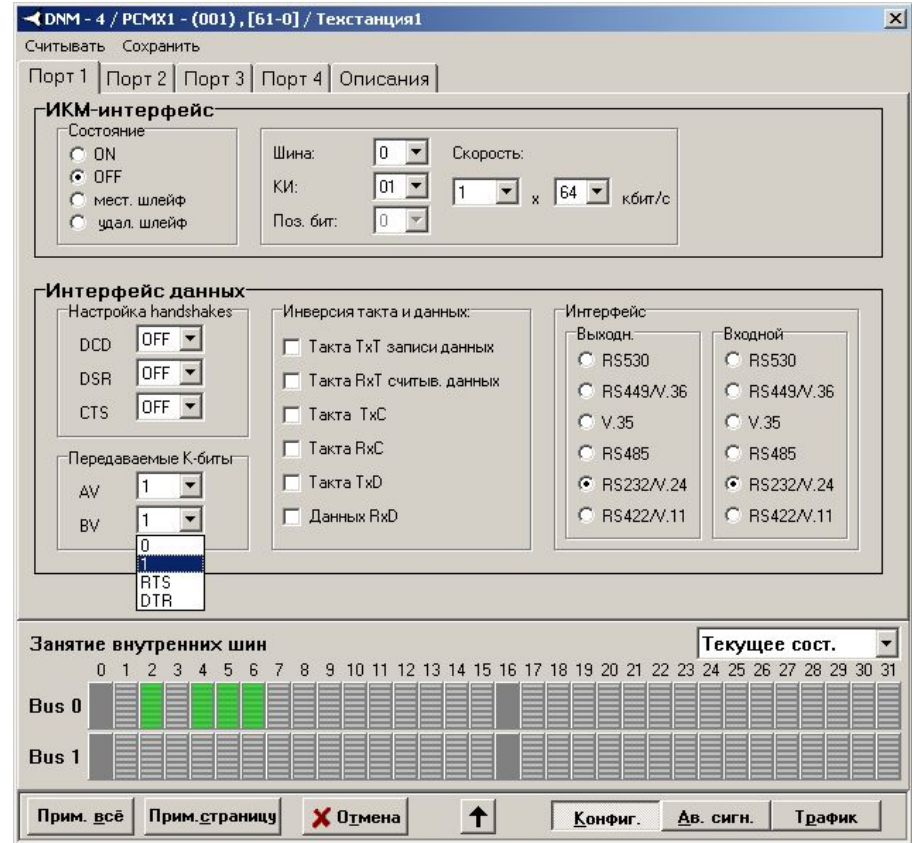 DNM - 4 / PCMX1 - (001) , [61-0] / Техстанция1
Считывать Сохранить
Порт 1 Порт 2 Порт 3 Порт 4 Описания
ИКМ-интерфейс
Состояние
ON
OFF
мест. шлейф
удал. шлейф
Шина: 0
КИ: 01
Поз. бит: 0
Скорость:
1 x 64 кбит/с
Интерфейс данных
Настройка handshakes
DCD OFF
DSR OFF
CTS OFF
Передаваемые К-биты
AV 1
BV 1
0
1
RTS
DTR
Инверсия такта и данных:
Такта TxT записи данных
Такта RxT считыв. данных
Такта TxC
Такта RxC
Такта TxD
Данных RxD
Интерфейс
Выходн.
RS530
RS449/V.36
V.35
RS485
RS232/V.24
RS422/V.11
Входной
RS530
RS449/V.36
V.35
RS485
RS232/V.24
RS422/V.11
Занятие внутренних шин Текущее сост.
0 1 2 3 4 5 6 7 8 9 10 11 12 13 14 15 16 17 18 19 20 21 22 23 24 25 26 27 28 29 30 31
Bus 0
Bus 1
Прим. всё Прим.страницу Отмена Конфиг. Ав. сигн. Трафик